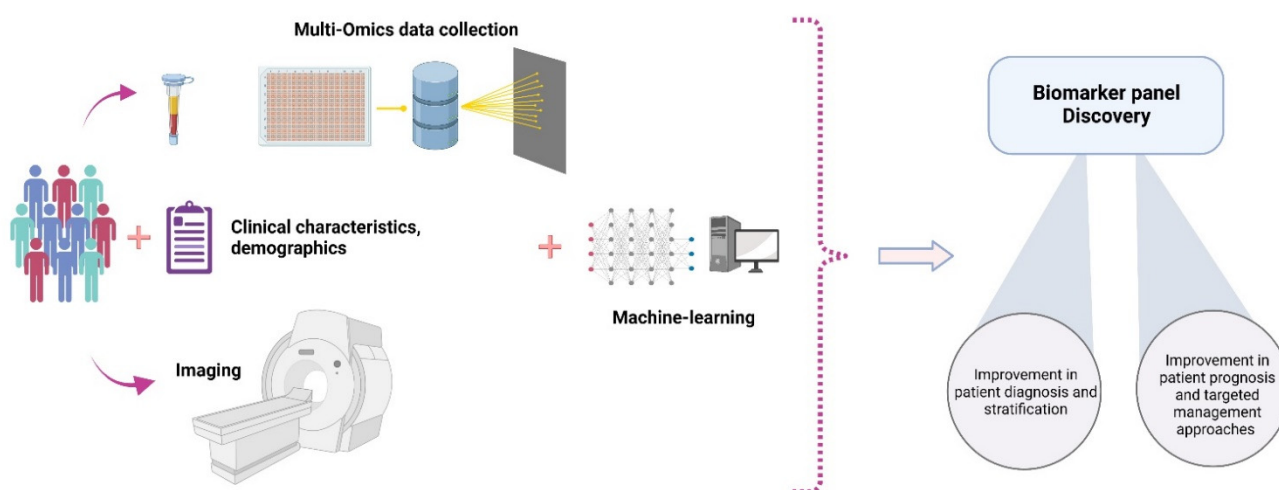 Multi-Omics data collection
Clinical characteristics,
demographics
Imaging
Machine-learning
Biomarker panel
Discovery
Improvement in
patient diagnosis and
stratification
Improvement in
patient prognosis
and targeted
management
approaches